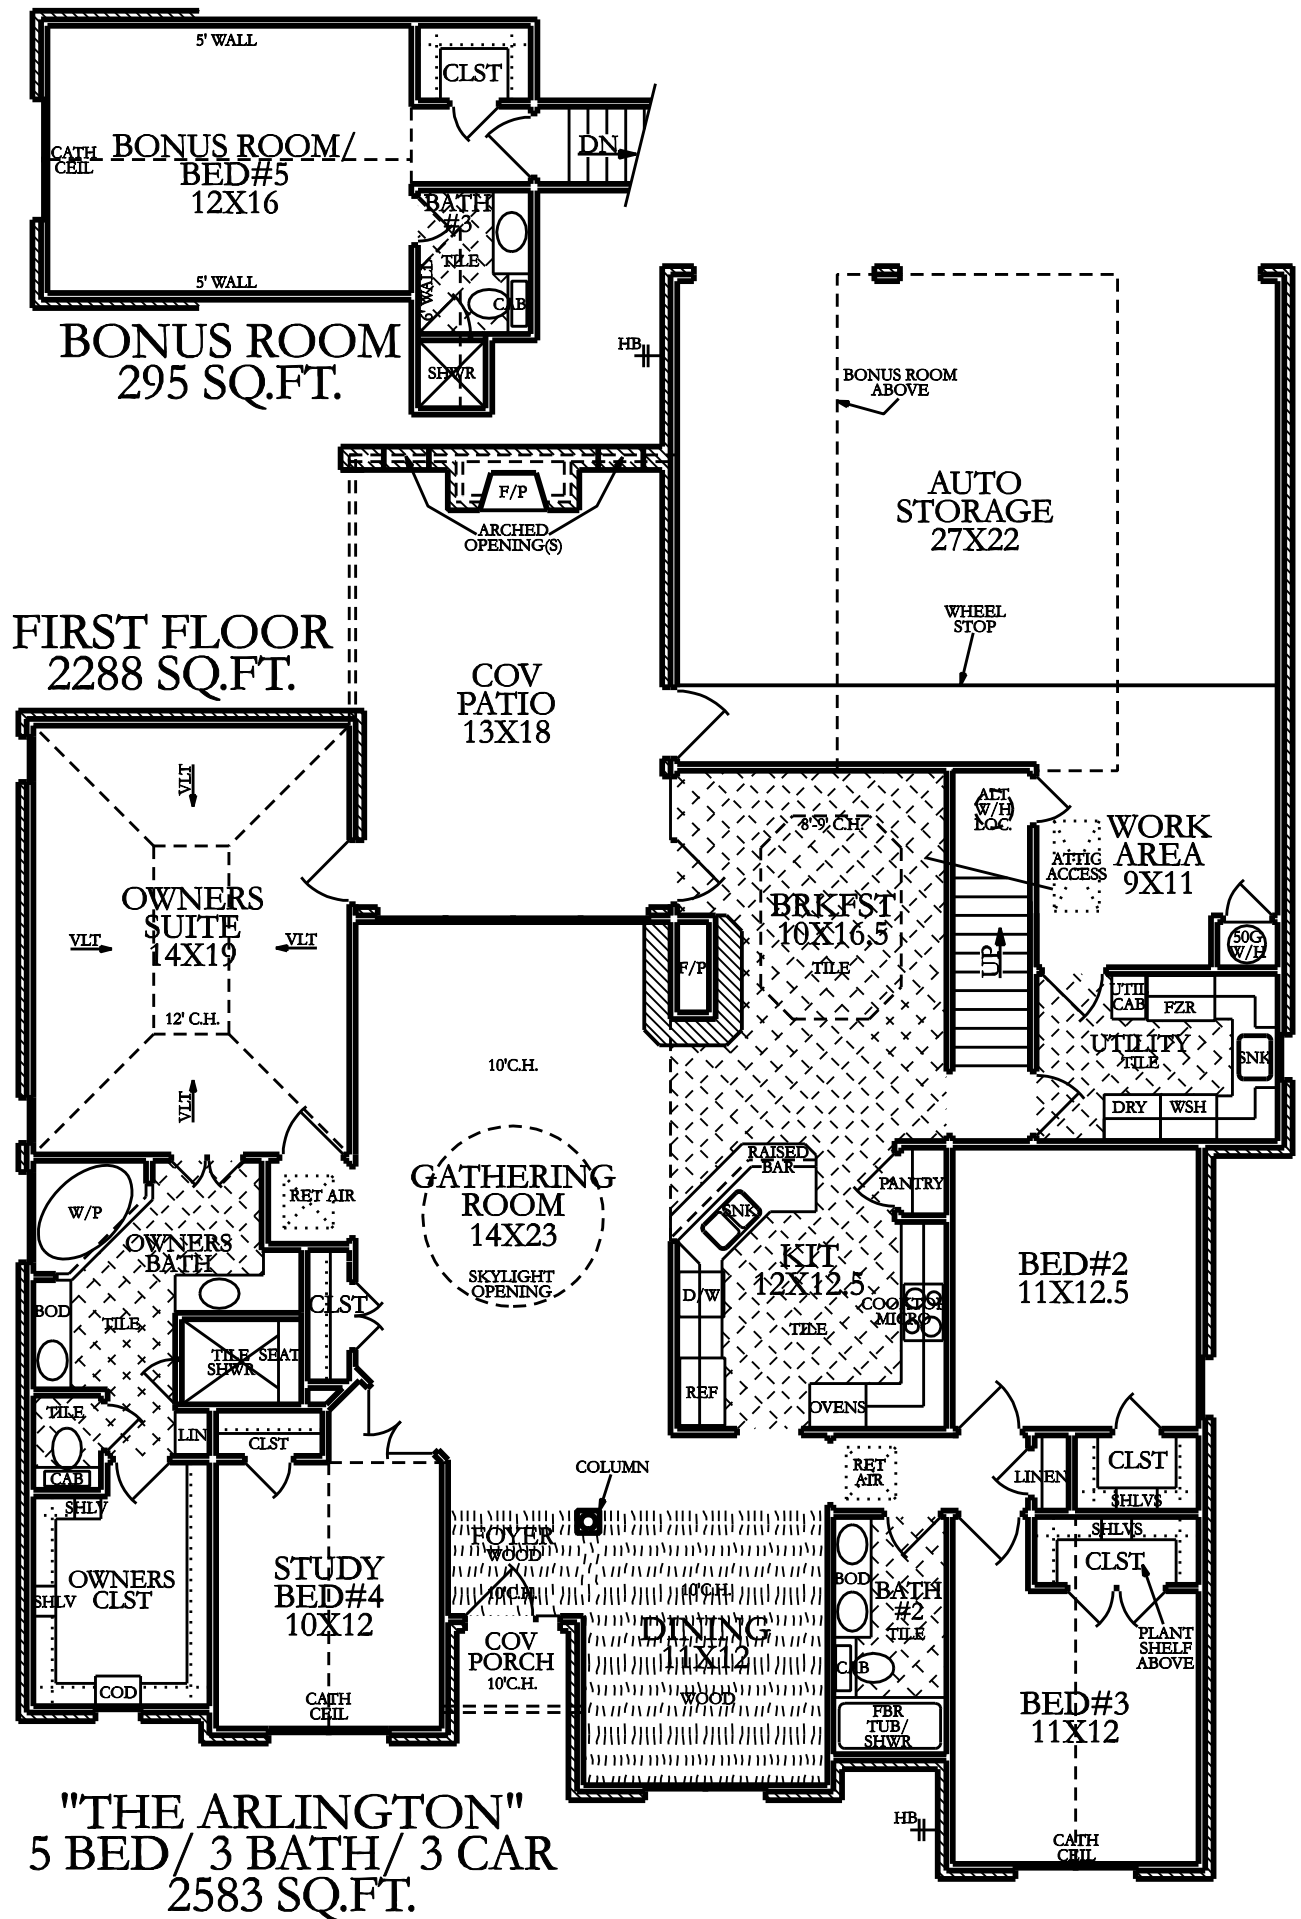 5' WALL
CLST
CATH
CEIL
BONUS ROOM/
BED#5
12X16
DN
BATH
#3
TILE
6' WALL
CAB
5' WALL
SHWR
BONUS ROOM
295 SQ.FT.
HB
BONUS ROOM
ABOVE
F/P
ARCHED
OPENING(S)
AUTO
STORAGE
27X22
WHEEL
STOP
FIRST FLOOR
2288 SQ.FT.
COV
PATIO
13X18
VLT
OWNERS
SUITE
14X19
VLT
VLT
12' C.H.
VLT
ALT.
W/H
LOC.
8'-9' C.H.
BRKFST
10X16.5
TILE
F/P
UP
ATTIC
ACCESS
WORK
AREA
9X11
50G
W/H
UTIL
CAB
FZR
UTILITY
TILE
SNK
DRY
WSH
10'C.H.
GATHERING
ROOM
14X23
SKYLIGHT
OPENING
RET AIR
W/P
OWNERS
BATH
BOD
TILE
CLST
TILE
SHWR
SEAT
TILE
LIN
CLST
CAB
RAISED
BAR
SNK
PANTRY
KIT
12X12.5
D/W
COOKTOP
MICRO
TILE
REF
OVENS
BED#2
11X12.5
RET
AIR
LINEN
CLST
SHLVS
COLUMN
SHLV
OWNERS
CLST
SHLV
COD
STUDY
BED#4
10X12
CATH
CEIL
FOYER
WOOD
10'C.H.
COV
PORCH
10'C.H.
10'C.H.
DINING
11X12
WOOD
BOD
BATH
#2
TILE
CAB
FBR
TUB/
SHWR
SHLVS
CLST
PLANT
SHELF
ABOVE
BED#3
11X12
CATH
CEIL
HB
"THE ARLINGTON"
5 BED/ 3 BATH/ 3 CAR
2583 SQ.FT.